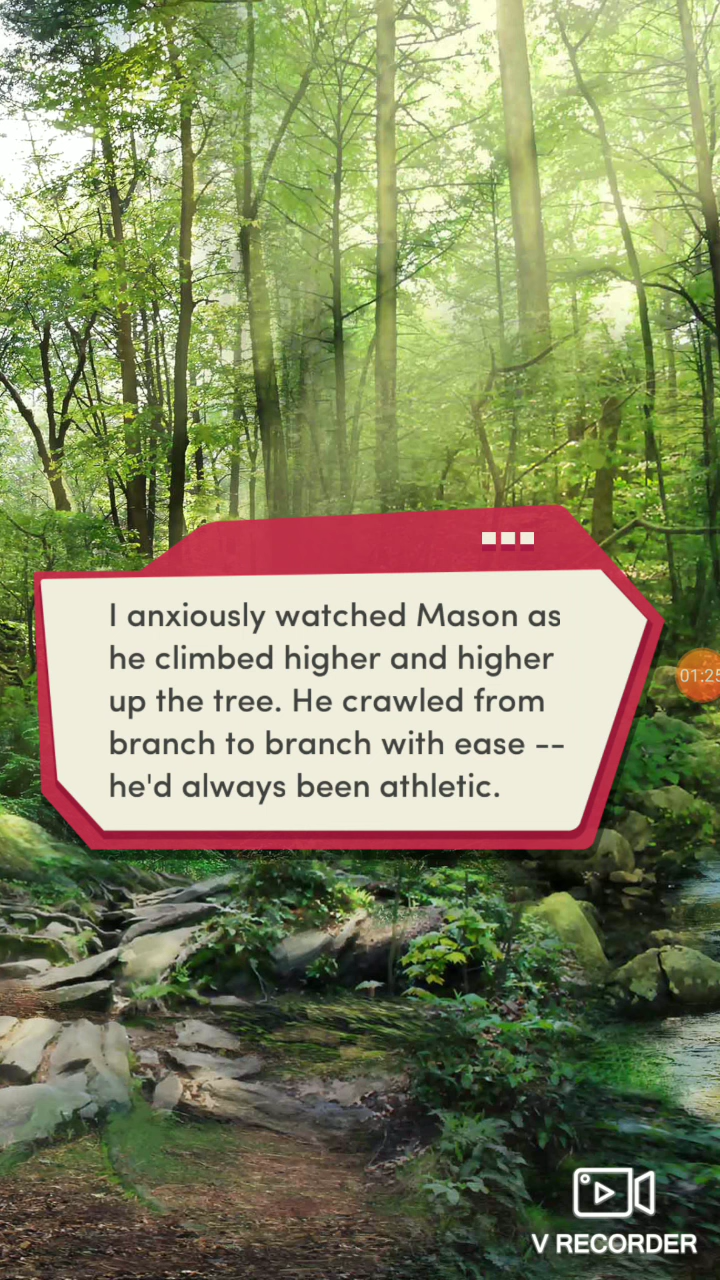 I anxiously watched Mason as
he climbed higher and higher
up the tree. He crawled from
branch to branch with ease --
he'd always been athletic.
01:25
V RECORDER